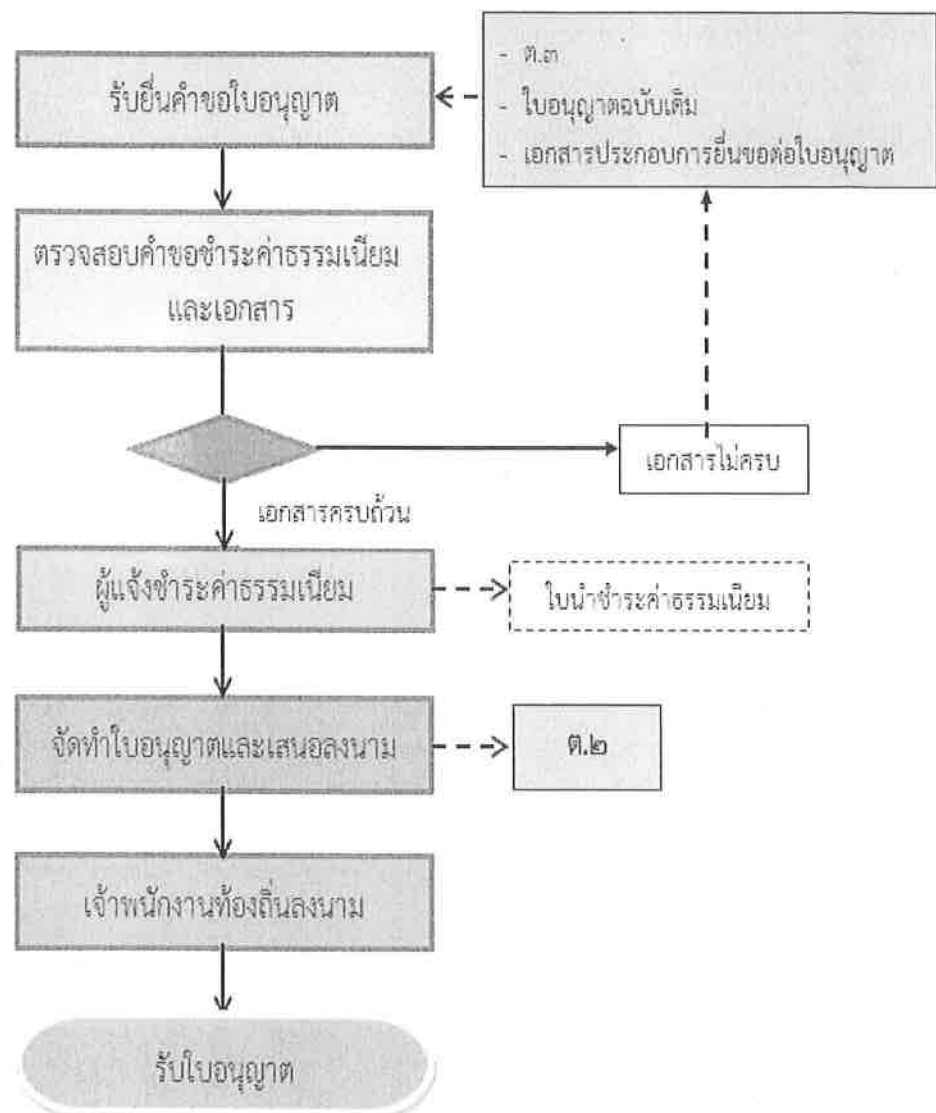 - ต.๓
รับยื่นคำขอใบอนุญาต
- ใบอนุญาตฉบับเดิม
- เอกสารประกอบการยื่นขอต่อใบอนุญาต
ตรวจสอบคำขอชำระค่าธรรมเนียม
และเอกสาร
เอกสารไม่ครบ
เอกสารครบถ้วน
ผู้แจ้งชำระค่าธรรมเนียม
ใบนำชำระค่าธรรมเนียม
จัดทำใบอนุญาตและเสนอลงนาม
ต.๒
เจ้าพนักงานท้องถิ่นลงนาม
รับใบอนุญาต